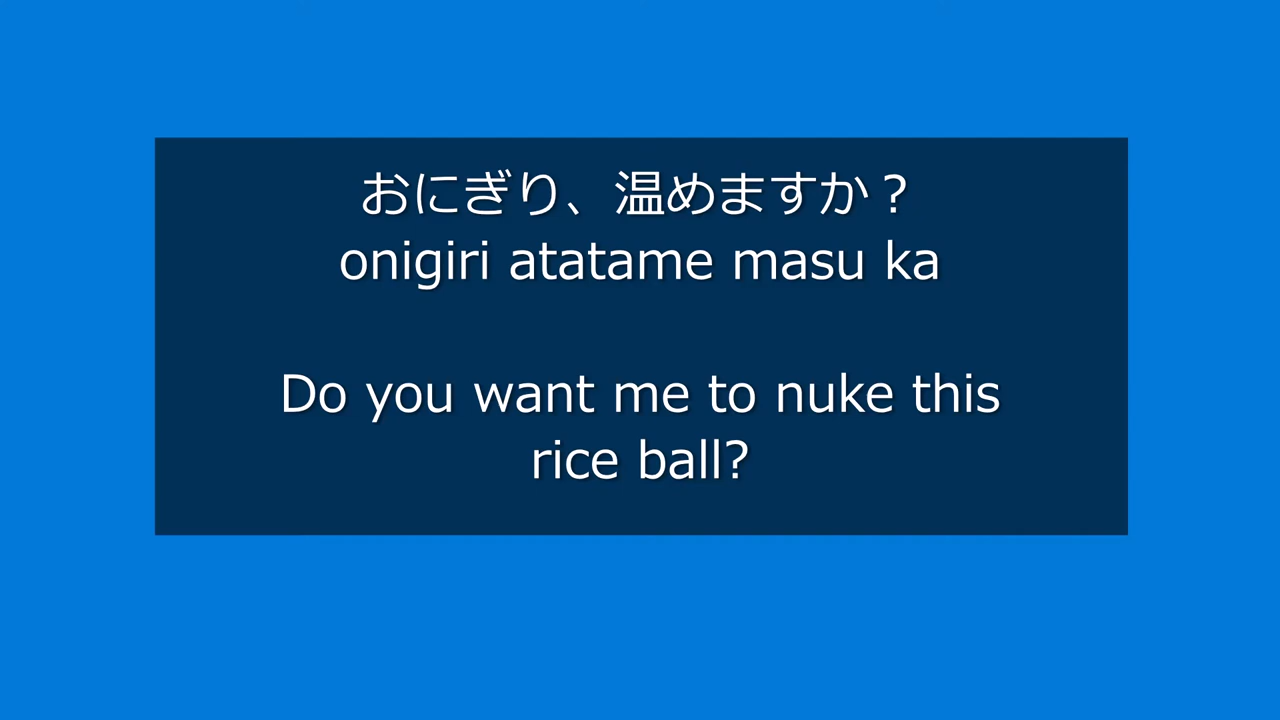 おにぎり、温めますか？
onigiri atatame masu ka
Do you want me to nuke this
rice ball?